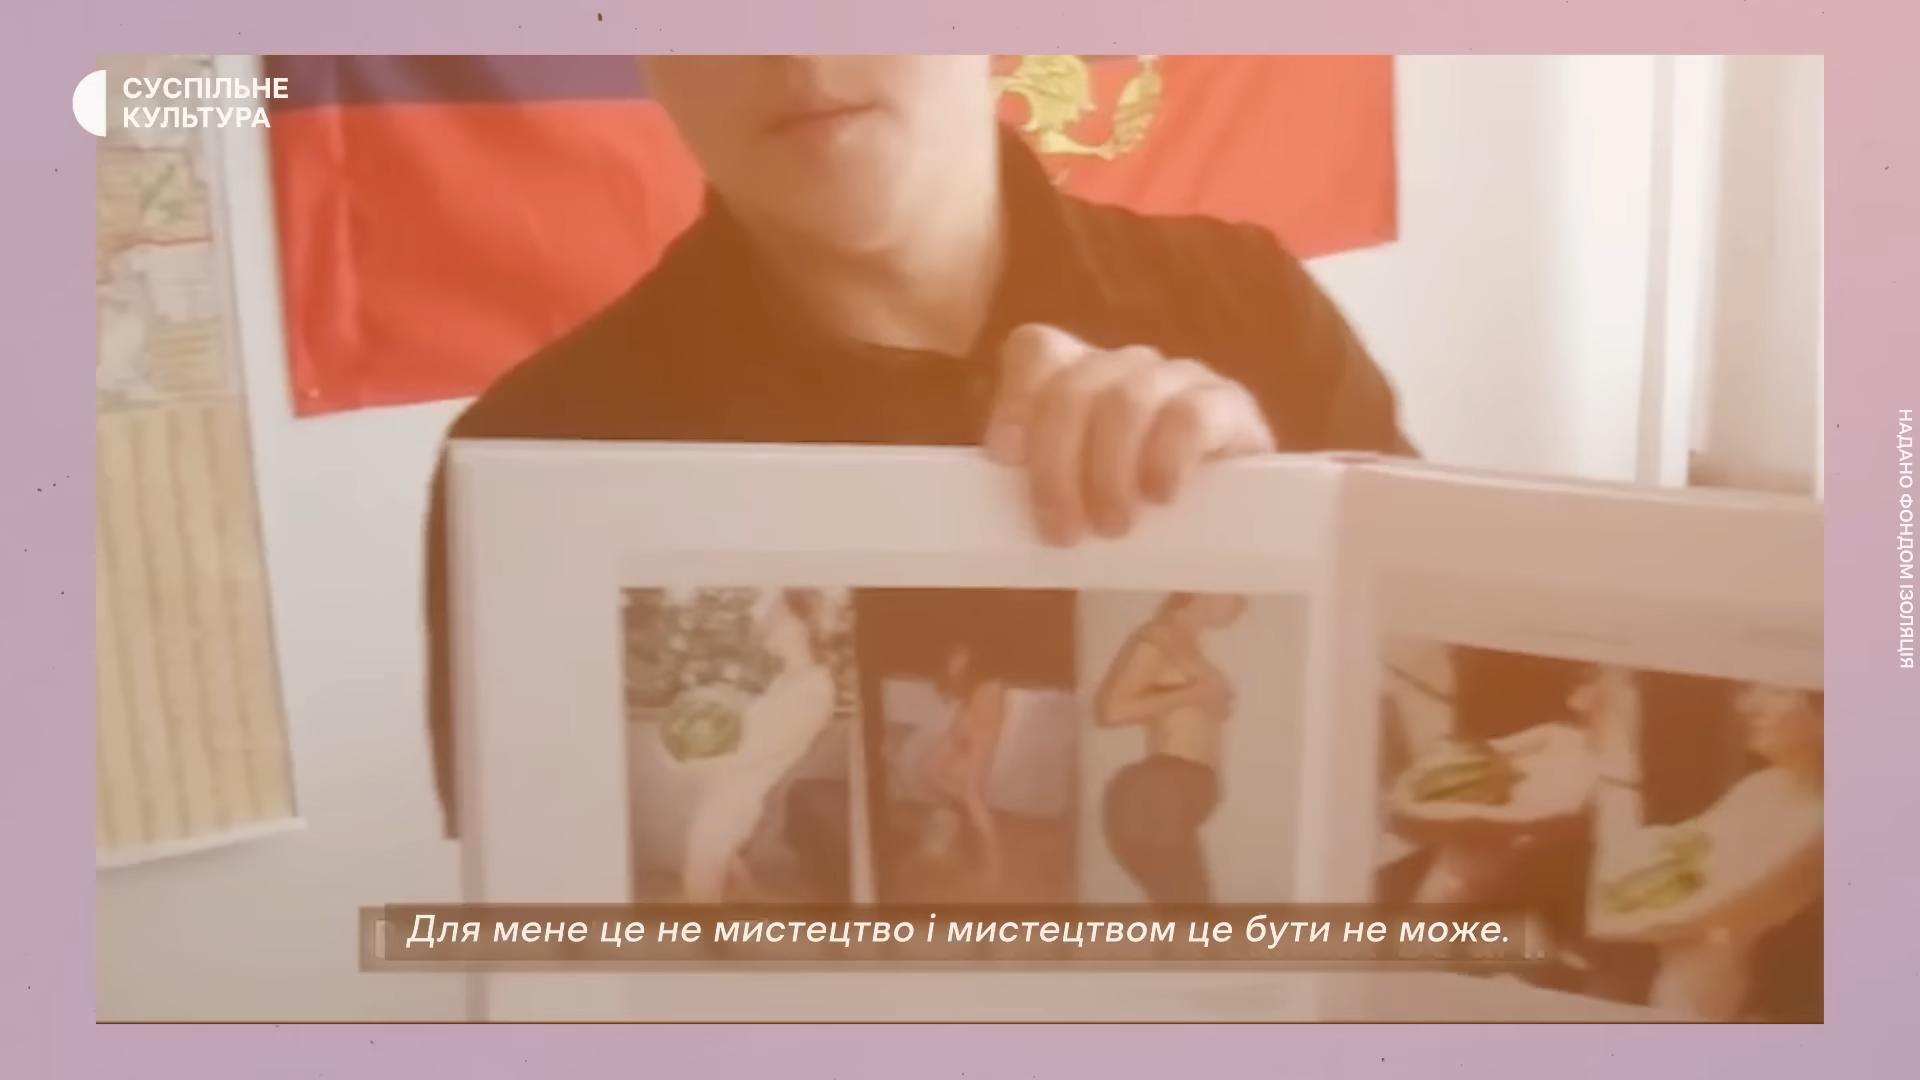 СУСПІЛЬНЕ
КУЛЬТУРА
НАДАНО ФОНДОМ ІЗОЛЯЦІЯ
Для мене це не мистецтво і мистецтвом це бути не може.